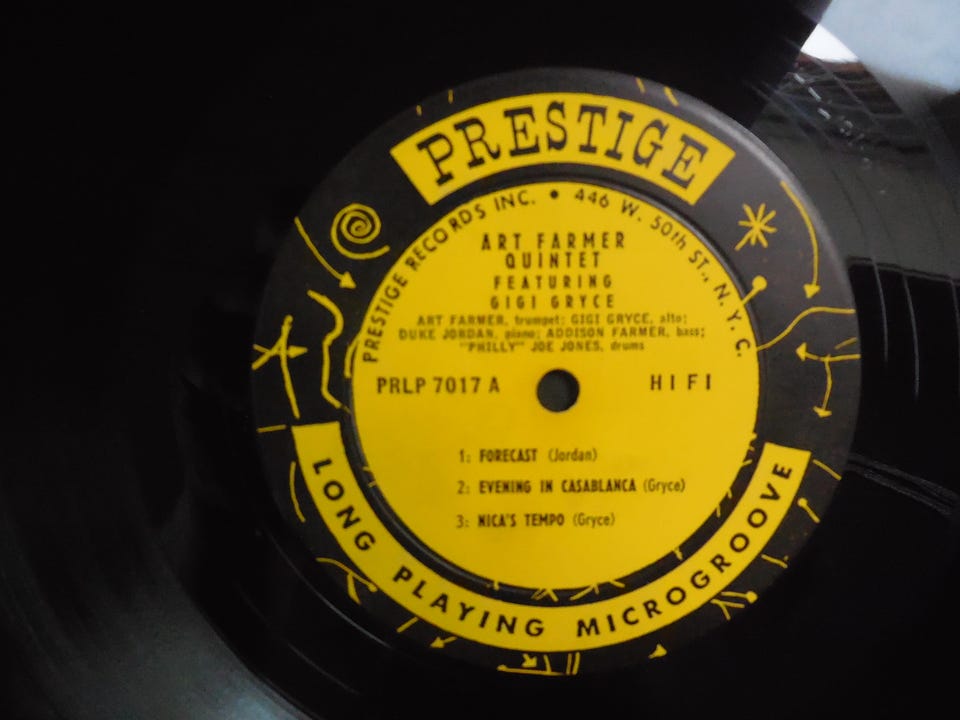 PRESTIGE
PRESTIGE RECORDS INC. • 446 W. 50th ST., N. Y. C.
ART FARMER
QUINTET
FEATURING
GIGI GRYCE
ART FARMER, trumpet; GIGI GRYCE, alto;
DUKE JORDAN, piano; ADDISON FARMER, bass;
"PHILLY" JOE JONES, drums
PRLP 7017 A
HI FI
1: FORECAST (Jordan)
2: EVENING IN CASABLANCA (Gryce)
3: NICA'S TEMPO (Gryce)
LONG PLAYING MICROGROOVE